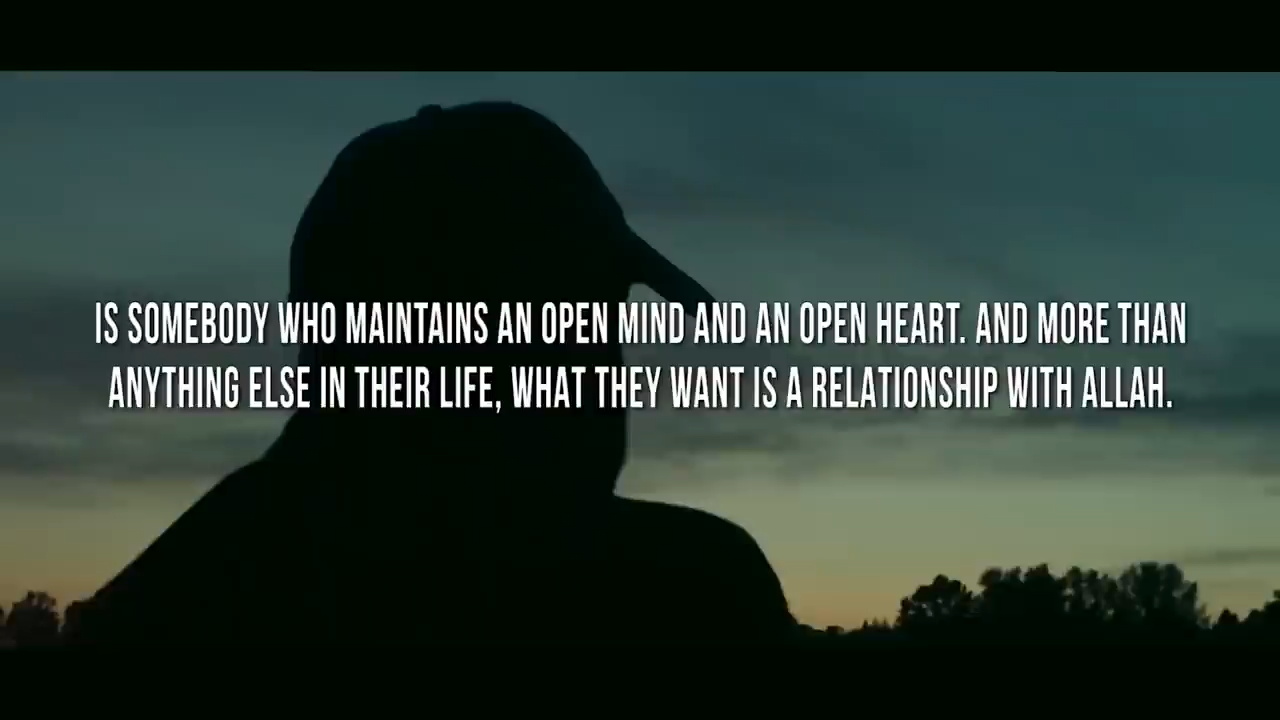 IS SOMEBODY WHO MAINTAINS AN OPEN MIND AND AN OPEN HEART. AND MORE THAN
ANYTHING ELSE IN THEIR LIFE, WHAT THEY WANT IS A RELATIONSHIP WITH ALLAH.